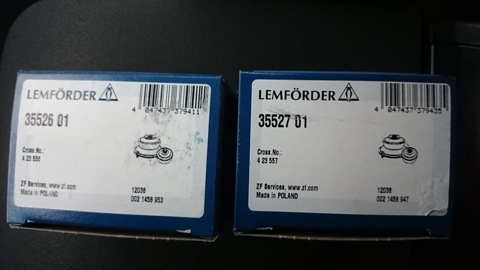 LEMFÖRDER
4 047437 379411
35526 01
Cross.No.:
4 23 556
ZF Services, www.zf.com
Made in POLAND
12036
002 1458 953
LEMFÖRDER
4 047437 379435
35527 01
Cross.No.:
4 23 557
ZF Services, www.zf.com
Made in POLAND
12036
002 1458 947